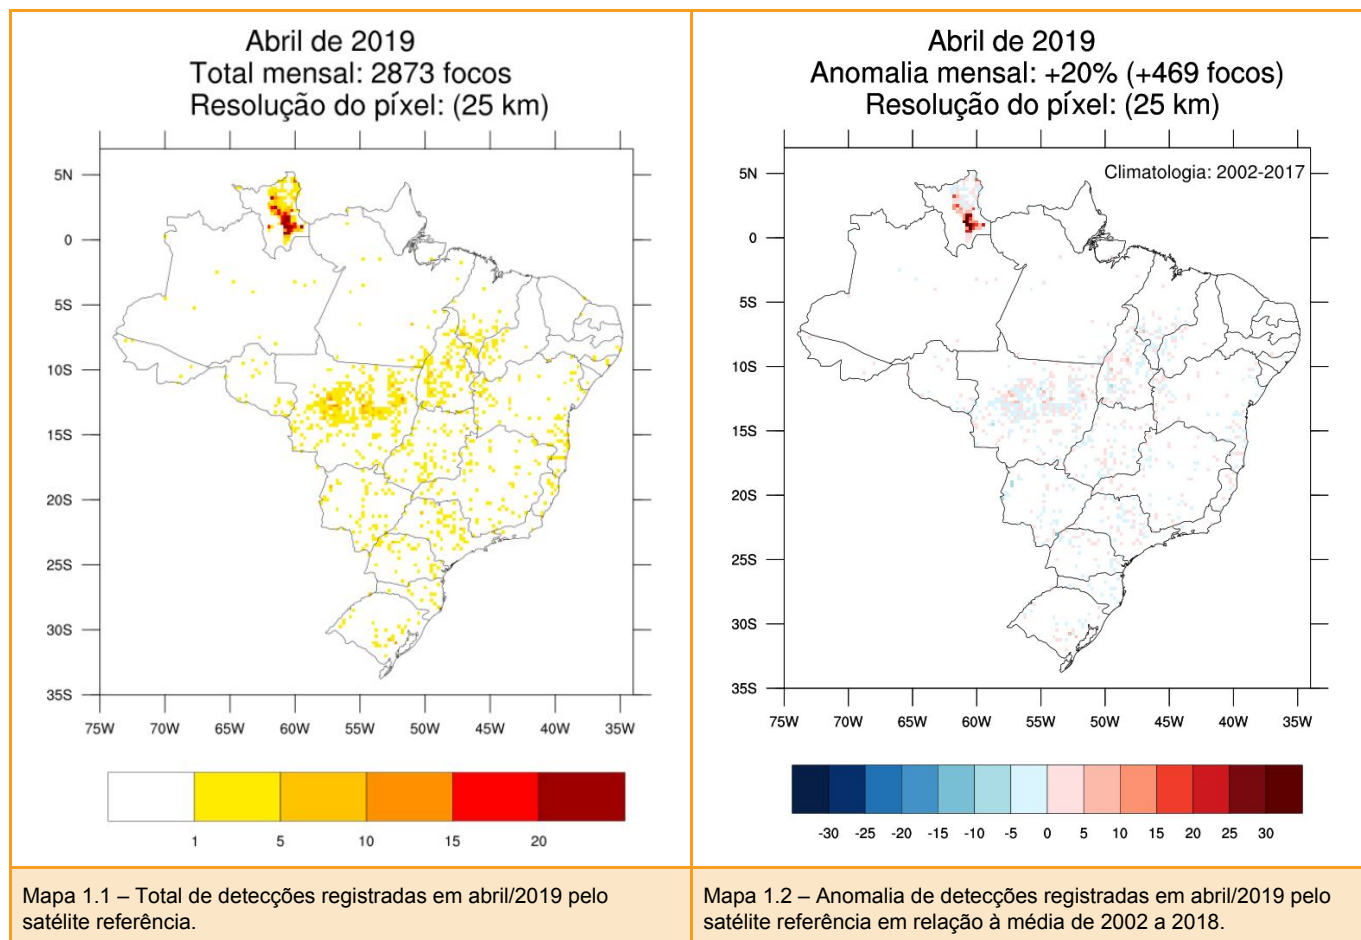 Abril de 2019
Total mensal: 2873 focos
Resolução do píxel: (25 km)
5N
0
5S
10S
15S
20S
25S
30S
35S
75W 70W 65W 60W 55W 50W 45W 40W 35W
1 5 10 15 20
Mapa 1.1 – Total de detecções registradas em abril/2019 pelo
satélite referência.
Abril de 2019
Anomalia mensal: +20% (+469 focos)
Resolução do píxel: (25 km)
Climatologia: 2002-2017
5N
0
5S
10S
15S
20S
25S
30S
35S
75W 70W 65W 60W 55W 50W 45W 40W 35W
-30 -25 -20 -15 -10 -5 0 5 10 15 20 25 30
Mapa 1.2 – Anomalia de detecções registradas em abril/2019 pelo
satélite referência em relação à média de 2002 a 2018.